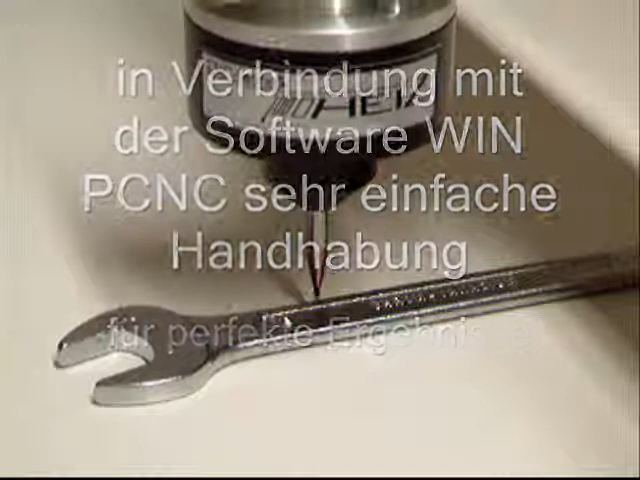 in Verbindung mit
der Software WIN
PCNC sehr einfache
Handhabung
für perfekte Ergebnisse